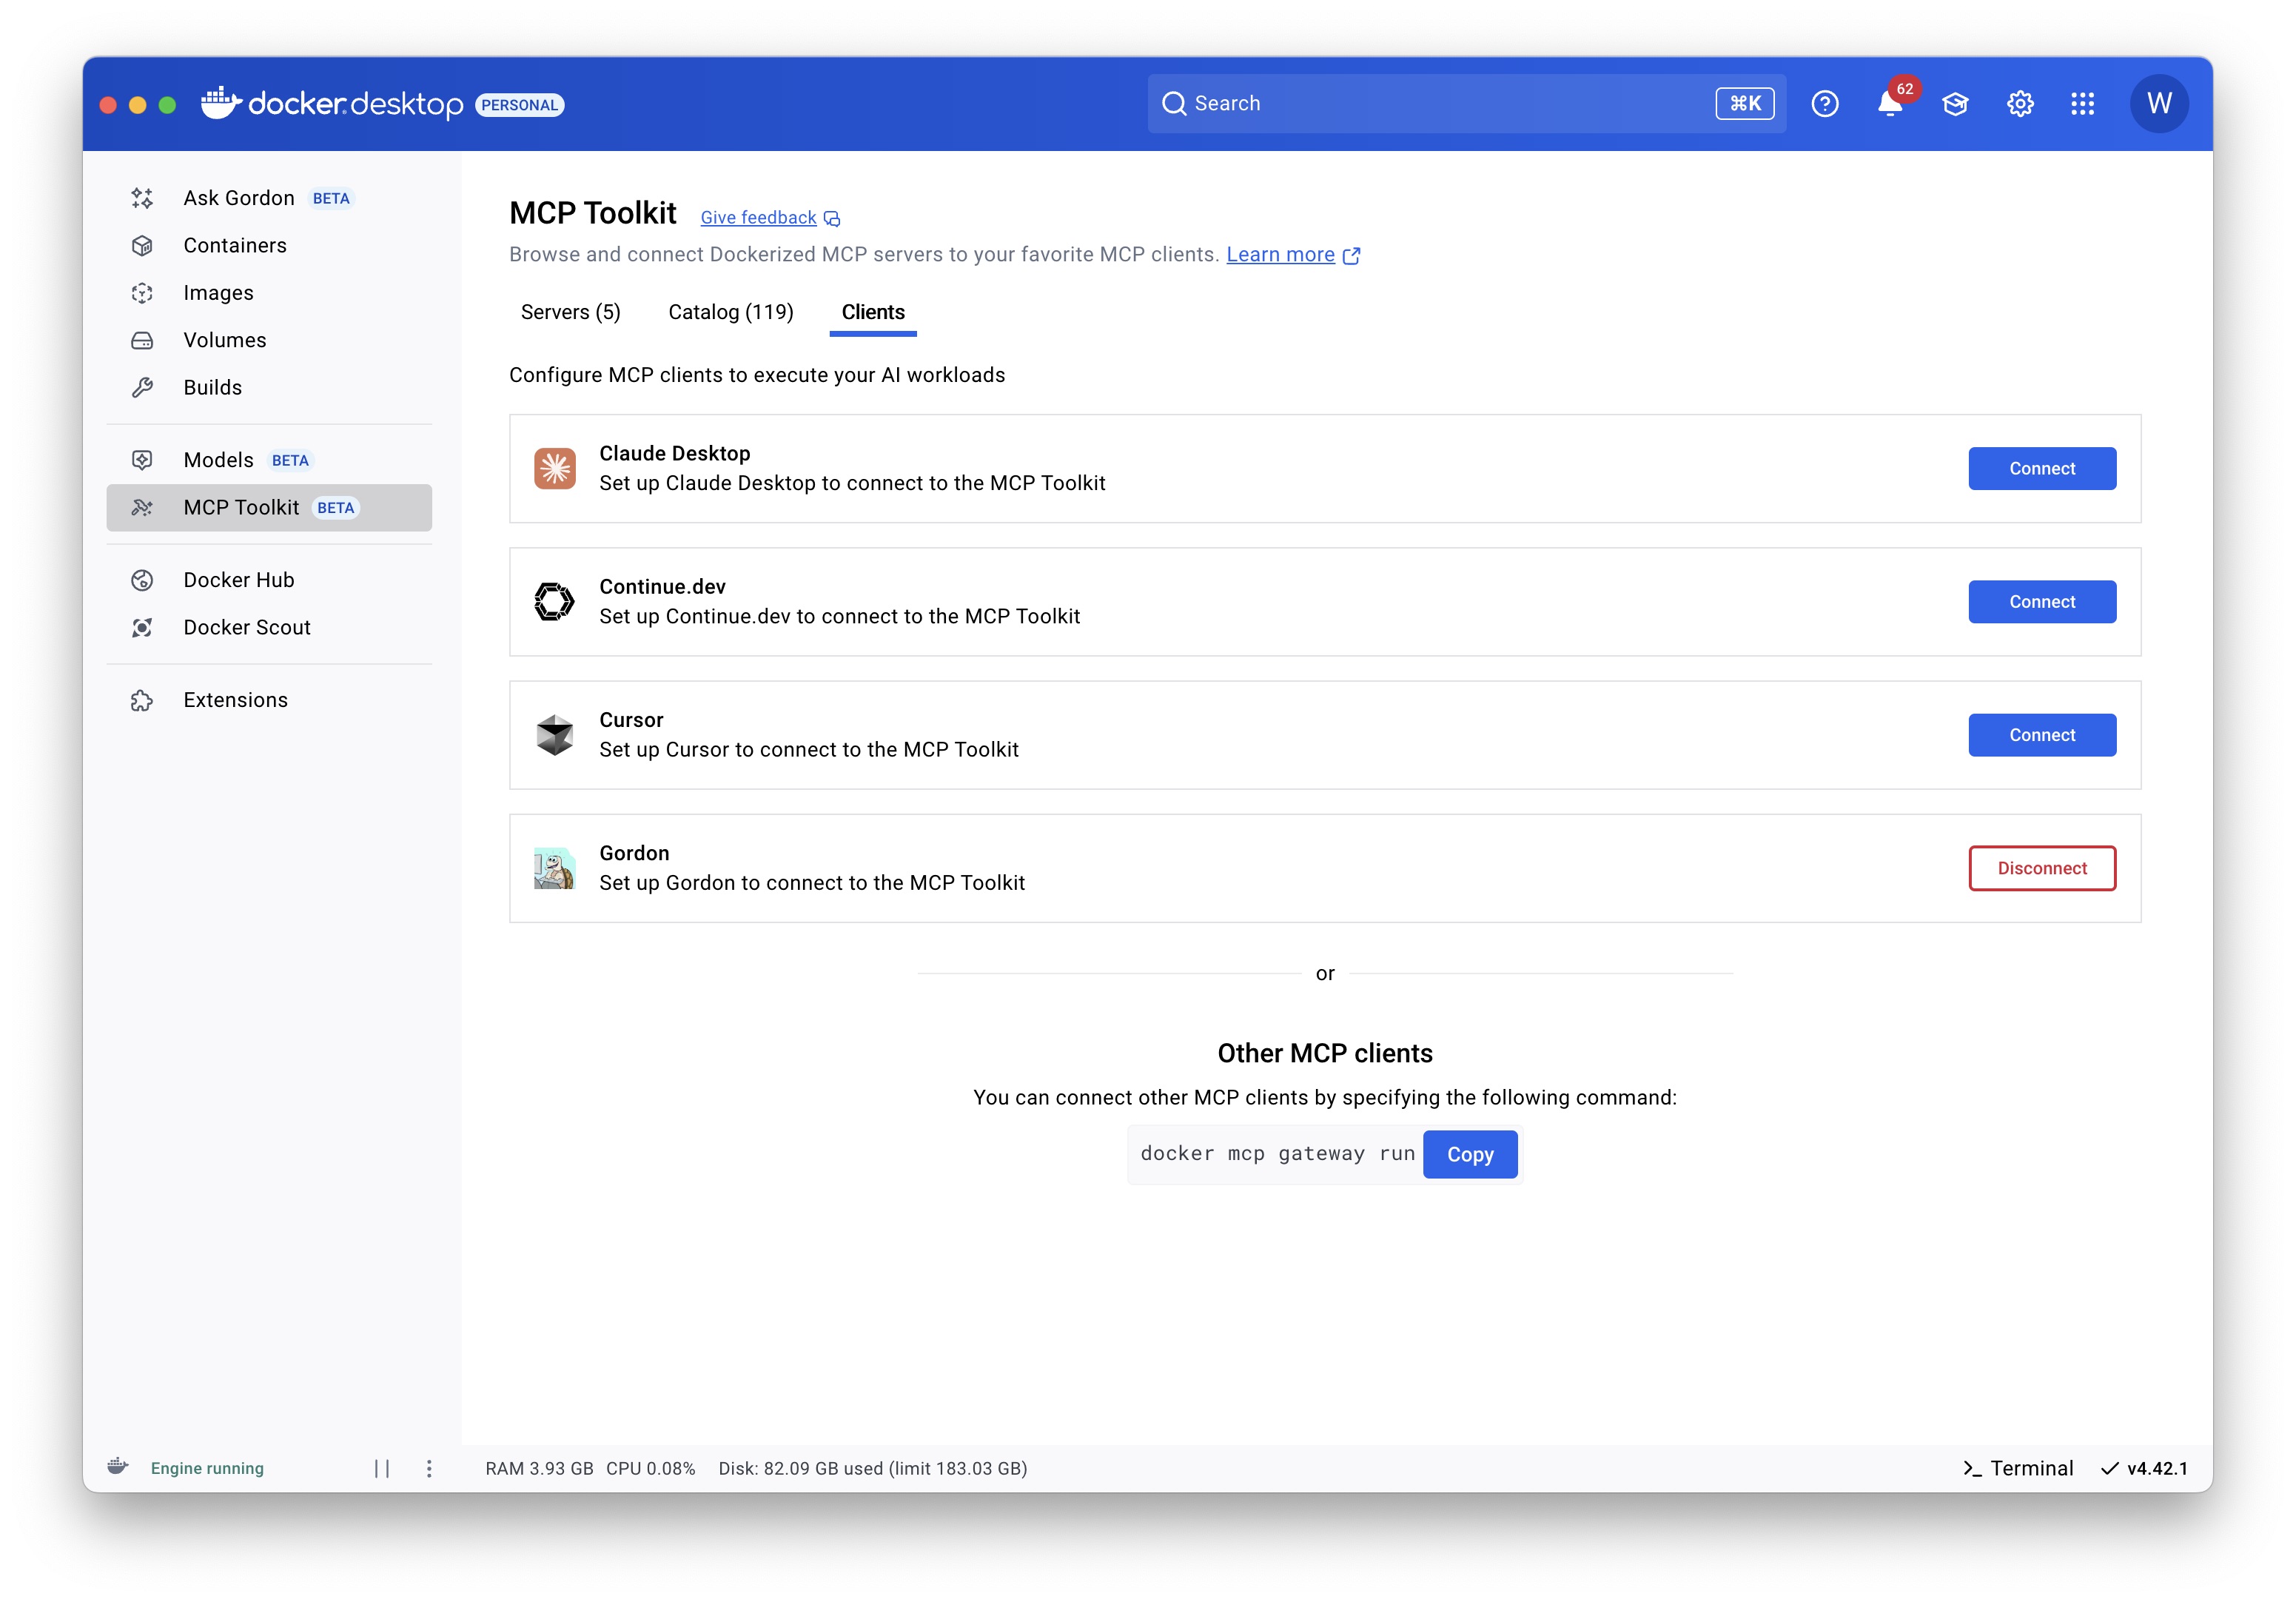 docker.desktop PERSONAL
Search
⌘K
62
W
Ask Gordon BETA
Containers
Images
Volumes
Builds
Models BETA
MCP Toolkit BETA
Docker Hub
Docker Scout
Extensions
MCP Toolkit Give feedback
Browse and connect Dockerized MCP servers to your favorite MCP clients. Learn more
Servers (5) Catalog (119) Clients
Configure MCP clients to execute your AI workloads
Claude Desktop
Set up Claude Desktop to connect to the MCP Toolkit
Connect
Continue.dev
Set up Continue.dev to connect to the MCP Toolkit
Connect
Cursor
Set up Cursor to connect to the MCP Toolkit
Connect
Gordon
Set up Gordon to connect to the MCP Toolkit
Disconnect
or
Other MCP clients
You can connect other MCP clients by specifying the following command:
docker mcp gateway run Copy
Engine running
RAM 3.93 GB CPU 0.08% Disk: 82.09 GB used (limit 183.03 GB)
Terminal v4.42.1